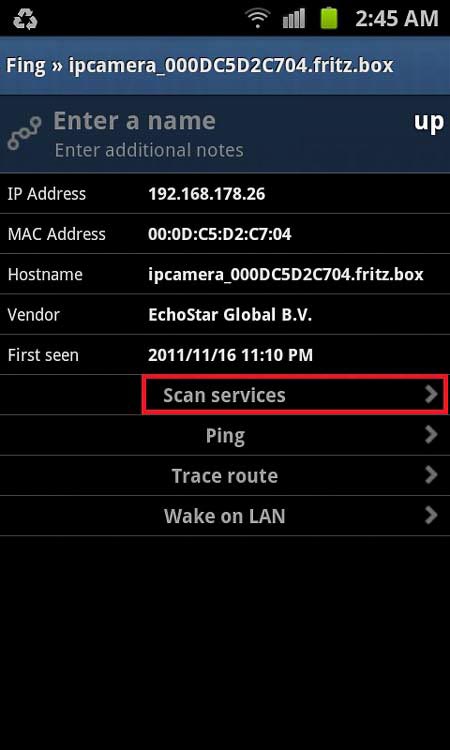 2:45 AM
Fing » ipcamera_000DC5D2C704.fritz.box
Enter a name up
Enter additional notes
IP Address 192.168.178.26
MAC Address 00:0D:C5:D2:C7:04
Hostname ipcamera_000DC5D2C704.fritz.box
Vendor EchoStar Global B.V.
First seen 2011/11/16 11:10 PM
Scan services
Ping
Trace route
Wake on LAN